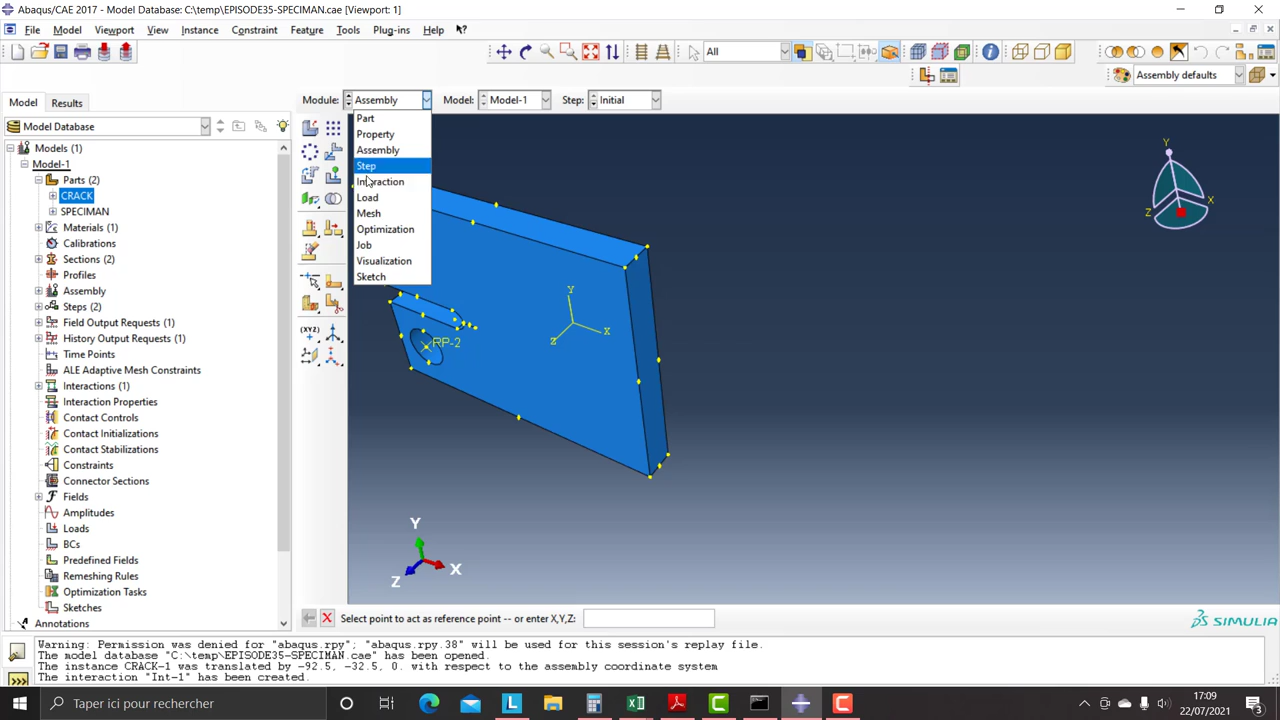 Abaqus/CAE 2017 - Model Database: C:\temp\EPISODE35-SPECIMAN.cae [Viewport: 1]
File Model Viewport View Instance Constraint Feature Tools Plug-ins Help
All
Assembly defaults
Model Results
Module: Assembly Model: Model-1 Step: Initial
Model Database
Part
Property
Assembly
Step
Interaction
Load
Mesh
Optimization
Job
Visualization
Sketch
Models (1)
Model-1
Parts (2)
CRACK
SPECIMAN
Materials (1)
Calibrations
Sections (2)
Profiles
Assembly
Steps (2)
Field Output Requests (1)
History Output Requests (1)
Time Points
ALE Adaptive Mesh Constraints
Interactions (1)
Interaction Properties
Contact Controls
Contact Initializations
Contact Stabilizations
Constraints
Connector Sections
Fields
Amplitudes
Loads
BCs
Predefined Fields
Remeshing Rules
Optimization Tasks
Sketches
Annotations
(XYZ)
Y
X
Z
Y
X
Z
RP-2
Y
X
Z
Select point to act as reference point -- or enter X,Y,Z:
SIMULIA
Warning: Permission was denied for "abaqus.rpy"; "abaqus.rpy.38" will be used for this session's replay file.
The model database "C:\temp\EPISODE35-SPECIMAN.cae" has been opened.
The instance CRACK-1 was translated by -92.5, -32.5, 0. with respect to the assembly coordinate system
The interaction "Int-1" has been created.
Taper ici pour rechercher
17:09
22/07/2021